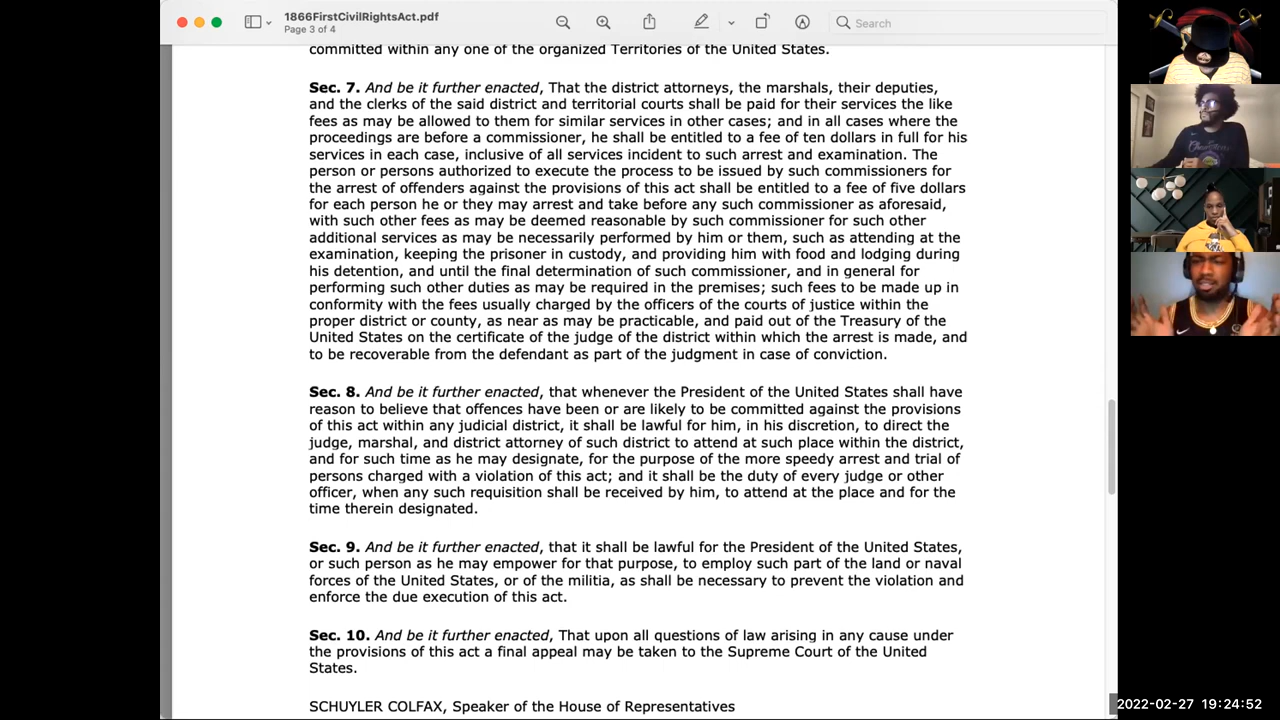 1866FirstCivilRightsAct.pdf
Page 3 of 4
Search
committed within any one of the organized Territories of the United States.
Sec. 7. And be it further enacted, That the district attorneys, the marshals, their deputies,
and the clerks of the said district and territorial courts shall be paid for their services the like
fees as may be allowed to them for similar services in other cases; and in all cases where the
proceedings are before a commissioner, he shall be entitled to a fee of ten dollars in full for his
services in each case, inclusive of all services incident to such arrest and examination. The
person or persons authorized to execute the process to be issued by such commissioners for
the arrest of offenders against the provisions of this act shall be entitled to a fee of five dollars
for each person he or they may arrest and take before any such commissioner as aforesaid,
with such other fees as may be deemed reasonable by such commissioner for such other
additional services as may be necessarily performed by him or them, such as attending at the
examination, keeping the prisoner in custody, and providing him with food and lodging during
his detention, and until the final determination of such commissioner, and in general for
performing such other duties as may be required in the premises; such fees to be made up in
conformity with the fees usually charged by the officers of the courts of justice within the
proper district or county, as near as may be practicable, and paid out of the Treasury of the
United States on the certificate of the judge of the district within which the arrest is made, and
to be recoverable from the defendant as part of the judgment in case of conviction.
Sec. 8. And be it further enacted, that whenever the President of the United States shall have
reason to believe that offences have been or are likely to be committed against the provisions
of this act within any judicial district, it shall be lawful for him, in his discretion, to direct the
judge, marshal, and district attorney of such district to attend at such place within the district,
and for such time as he may designate, for the purpose of the more speedy arrest and trial of
persons charged with a violation of this act; and it shall be the duty of every judge or other
officer, when any such requisition shall be received by him, to attend at the place and for the
time therein designated.
Sec. 9. And be it further enacted, that it shall be lawful for the President of the United States,
or such person as he may empower for that purpose, to employ such part of the land or naval
forces of the United States, or of the militia, as shall be necessary to prevent the violation and
enforce the due execution of this act.
Sec. 10. And be it further enacted, That upon all questions of law arising in any cause under
the provisions of this act a final appeal may be taken to the Supreme Court of the United
States.
SCHUYLER COLFAX, Speaker of the House of Representatives
2022-02-27 19:24:52